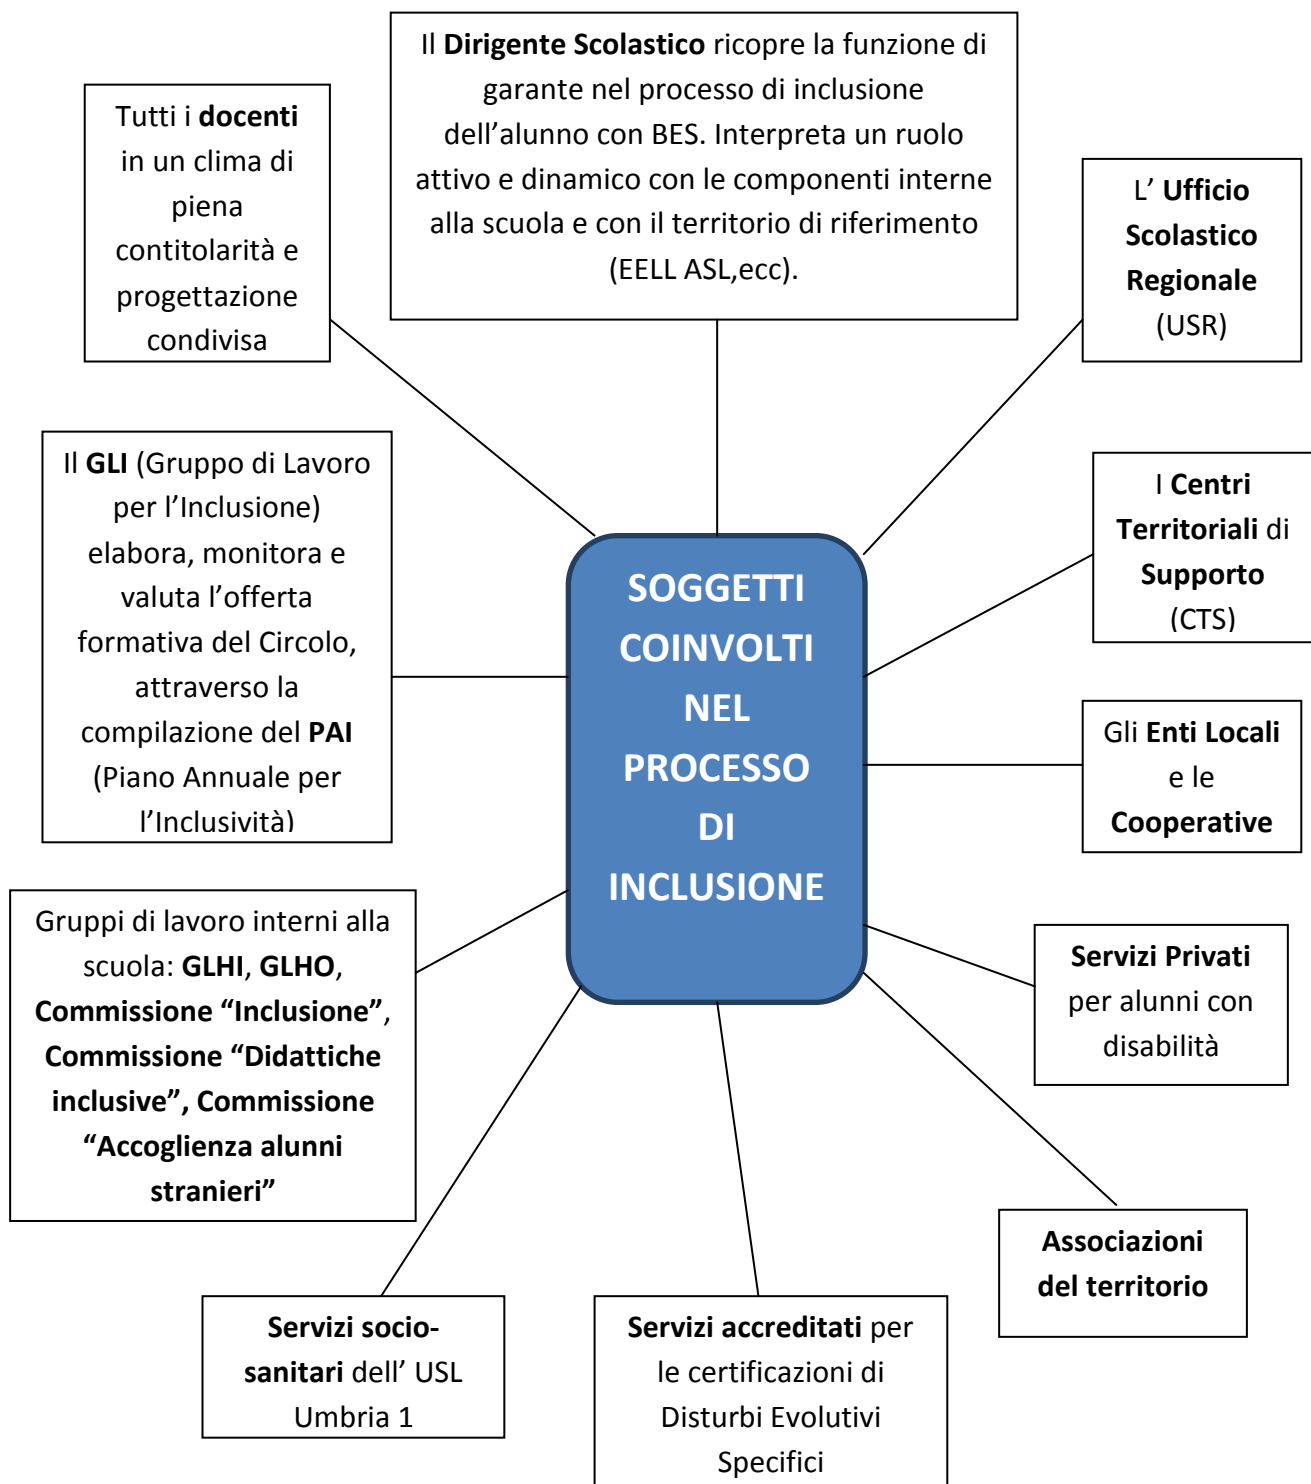 Il Dirigente Scolastico ricopre la funzione di
garante nel processo di inclusione
dell’alunno con BES. Interpreta un ruolo
attivo e dinamico con le componenti interne
alla scuola e con il territorio di riferimento
(EELL ASL,ecc).
Tutti i docenti
in un clima di
piena
contitolarità e
progettazione
condivisa
L’ Ufficio
Scolastico
Regionale
(USR)
Il GLI (Gruppo di Lavoro
per l’Inclusione)
elabora, monitora e
valuta l’offerta
formativa del Circolo,
attraverso la
compilazione del PAI
(Piano Annuale per
l’Inclusività)
I Centri
Territoriali di
Supporto
(CTS)
SOGGETTI
COINVOLTI
NEL
PROCESSO
DI
INCLUSIONE
Gli Enti Locali
e le
Cooperative
Gruppi di lavoro interni alla
scuola: GLHI, GLHO,
Commissione “Inclusione”,
Commissione “Didattiche
inclusive”, Commissione
“Accoglienza alunni
stranieri”
Servizi Privati
per alunni con
disabilità
Associazioni
del territorio
Servizi socio-
sanitari dell’ USL
Umbria 1
Servizi accreditati per
le certificazioni di
Disturbi Evolutivi
Specifici